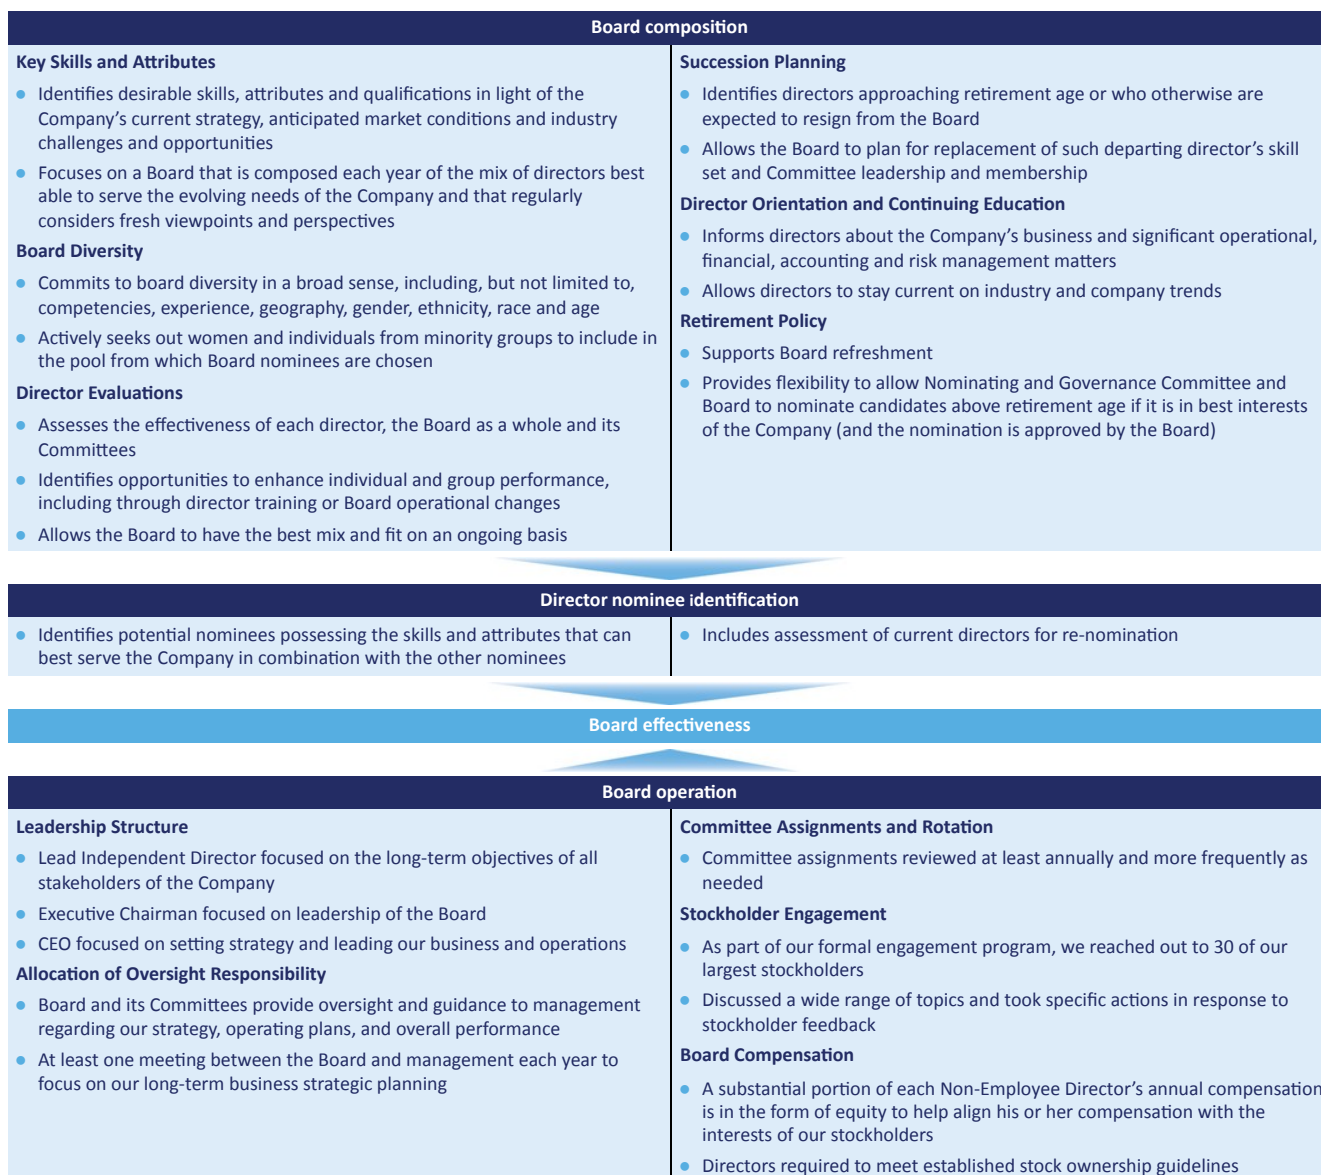 Board composition
Key Skills and Attributes
● Identifies desirable skills, attributes and qualifications in light of the
Company’s current strategy, anticipated market conditions and industry
challenges and opportunities
● Focuses on a Board that is composed each year of the mix of directors best
able to serve the evolving needs of the Company and that regularly
considers fresh viewpoints and perspectives
Board Diversity
● Commits to board diversity in a broad sense, including, but not limited to,
competencies, experience, geography, gender, ethnicity, race and age
● Actively seeks out women and individuals from minority groups to include in
the pool from which Board nominees are chosen
Director Evaluations
● Assesses the effectiveness of each director, the Board as a whole and its
Committees
● Identifies opportunities to enhance individual and group performance,
including through director training or Board operational changes
● Allows the Board to have the best mix and fit on an ongoing basis
Succession Planning
● Identifies directors approaching retirement age or who otherwise are
expected to resign from the Board
● Allows the Board to plan for replacement of such departing director’s skill
set and Committee leadership and membership
Director Orientation and Continuing Education
● Informs directors about the Company’s business and significant operational,
financial, accounting and risk management matters
● Allows directors to stay current on industry and company trends
Retirement Policy
● Supports Board refreshment
● Provides flexibility to allow Nominating and Governance Committee and
Board to nominate candidates above retirement age if it is in best interests
of the Company (and the nomination is approved by the Board)
Director nominee identification
● Identifies potential nominees possessing the skills and attributes that can
best serve the Company in combination with the other nominees
● Includes assessment of current directors for re-nomination
Board effectiveness
Board operation
Leadership Structure
● Lead Independent Director focused on the long-term objectives of all
stakeholders of the Company
● Executive Chairman focused on leadership of the Board
● CEO focused on setting strategy and leading our business and operations
Allocation of Oversight Responsibility
● Board and its Committees provide oversight and guidance to management
regarding our strategy, operating plans, and overall performance
● At least one meeting between the Board and management each year to
focus on our long-term business strategic planning
Committee Assignments and Rotation
● Committee assignments reviewed at least annually and more frequently as
needed
Stockholder Engagement
● As part of our formal engagement program, we reached out to 30 of our
largest stockholders
● Discussed a wide range of topics and took specific actions in response to
stockholder feedback
Board Compensation
● A substantial portion of each Non-Employee Director’s annual compensation
is in the form of equity to help align his or her compensation with the
interests of our stockholders
● Directors required to meet established stock ownership guidelines